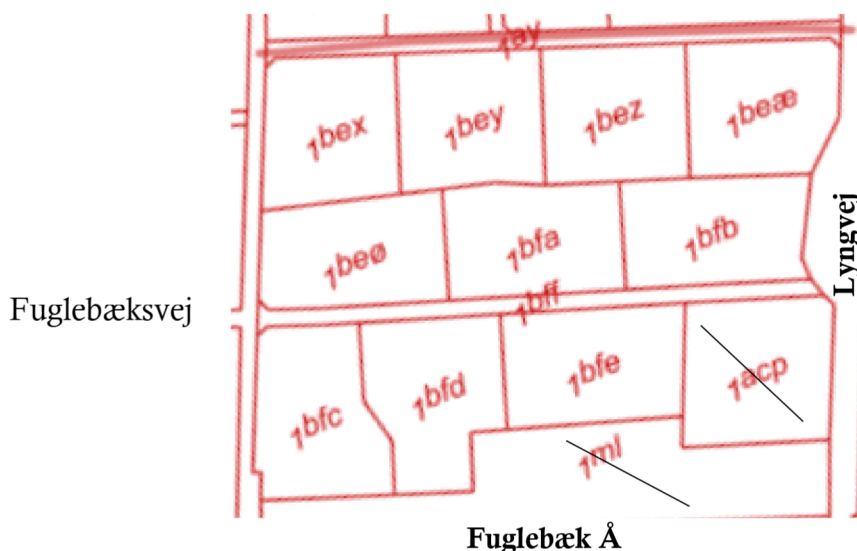 1ay
1bex
1bey
1bez
1beæ
1beø
1bfa
1bfb
Lyngvej
Fuglebæksvej
1bff
1bfc
1bfd
1bfe
1acp
1ml
Fuglebæk Å